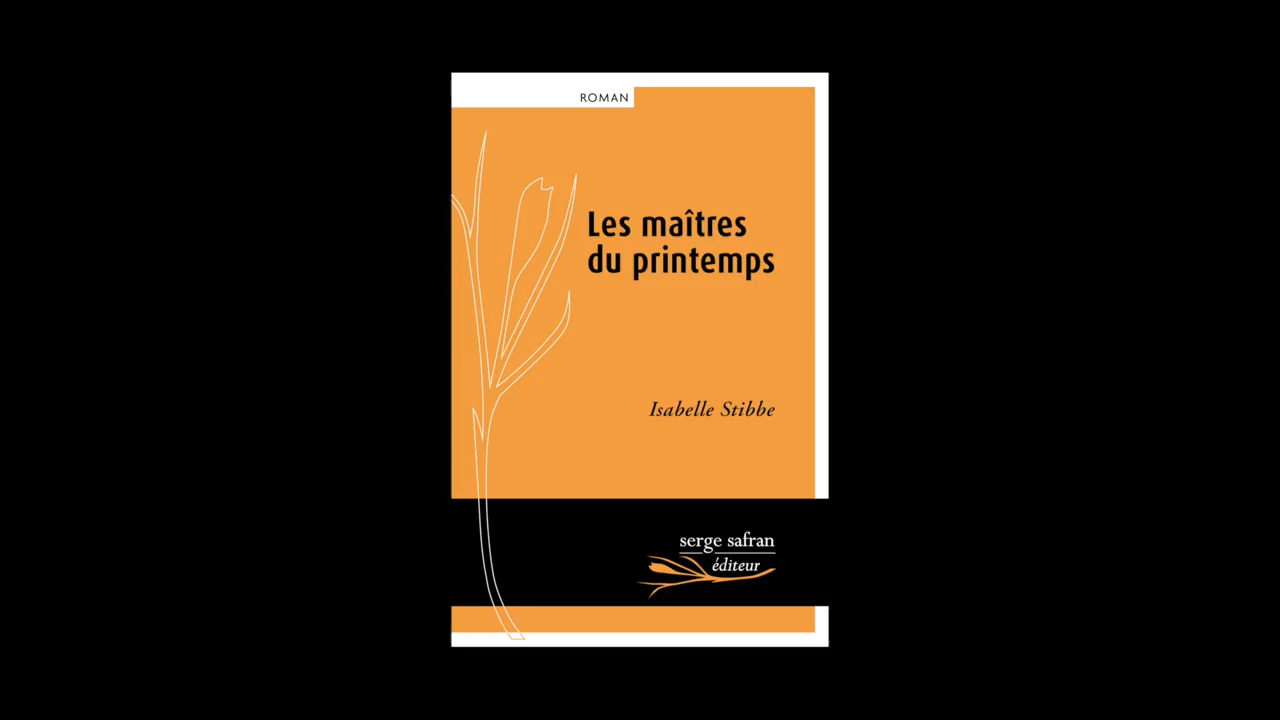 ROMAN
Les maîtres
du printemps
Isabelle Stibbe
serge safran
éditeur